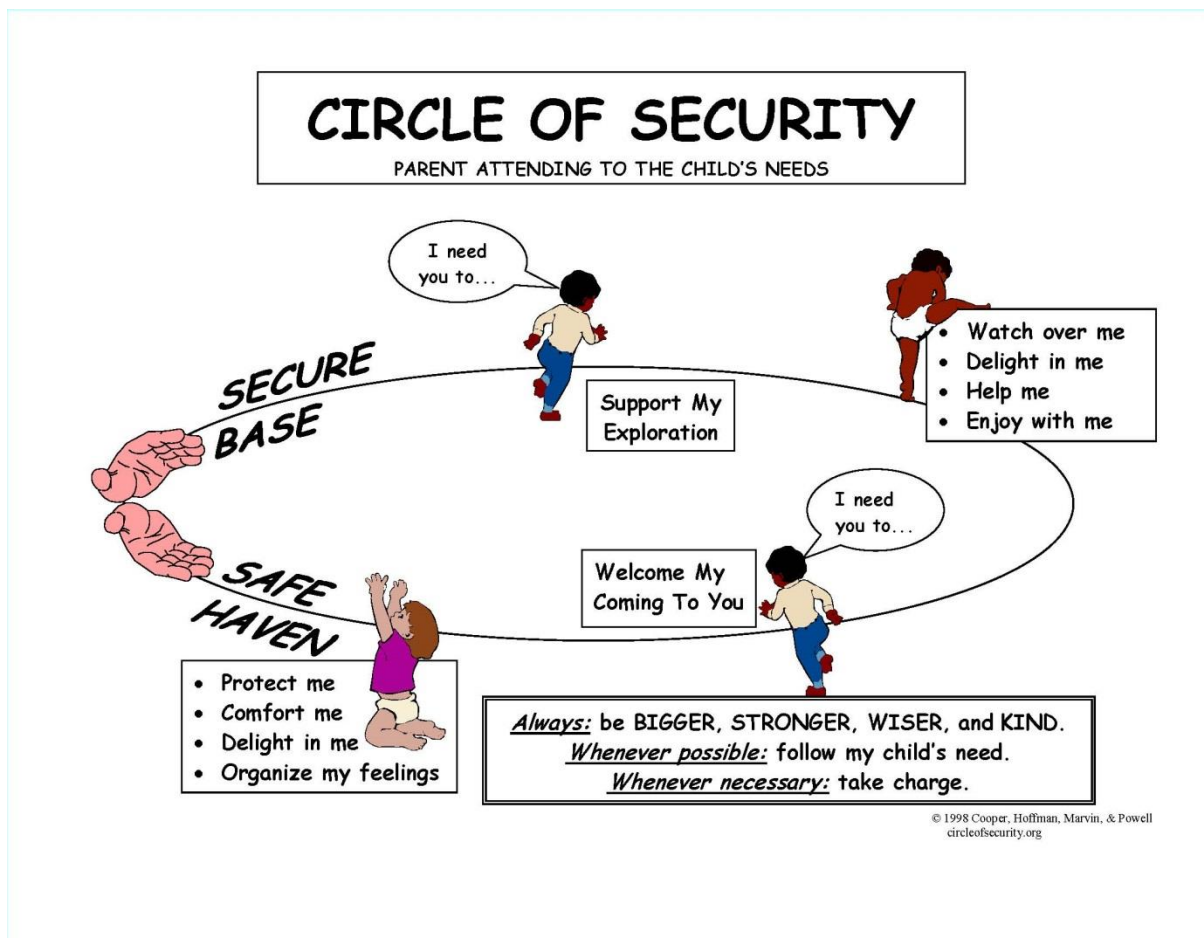 CIRCLE OF SECURITY
PARENT ATTENDING TO THE CHILD'S NEEDS
I need
you to...
SECURE
BASE
Support My
Exploration
• Watch over me
• Delight in me
• Help me
• Enjoy with me
I need
you to...
Welcome My
Coming To You
SAFE
HAVEN
• Protect me
• Comfort me
• Delight in me
• Organize my feelings
Always: be BIGGER, STRONGER, WISER, and KIND.
Whenever possible: follow my child's need.
Whenever necessary: take charge.
© 1998 Cooper, Hoffman, Marvin, & Powell
circleofsecurity.org